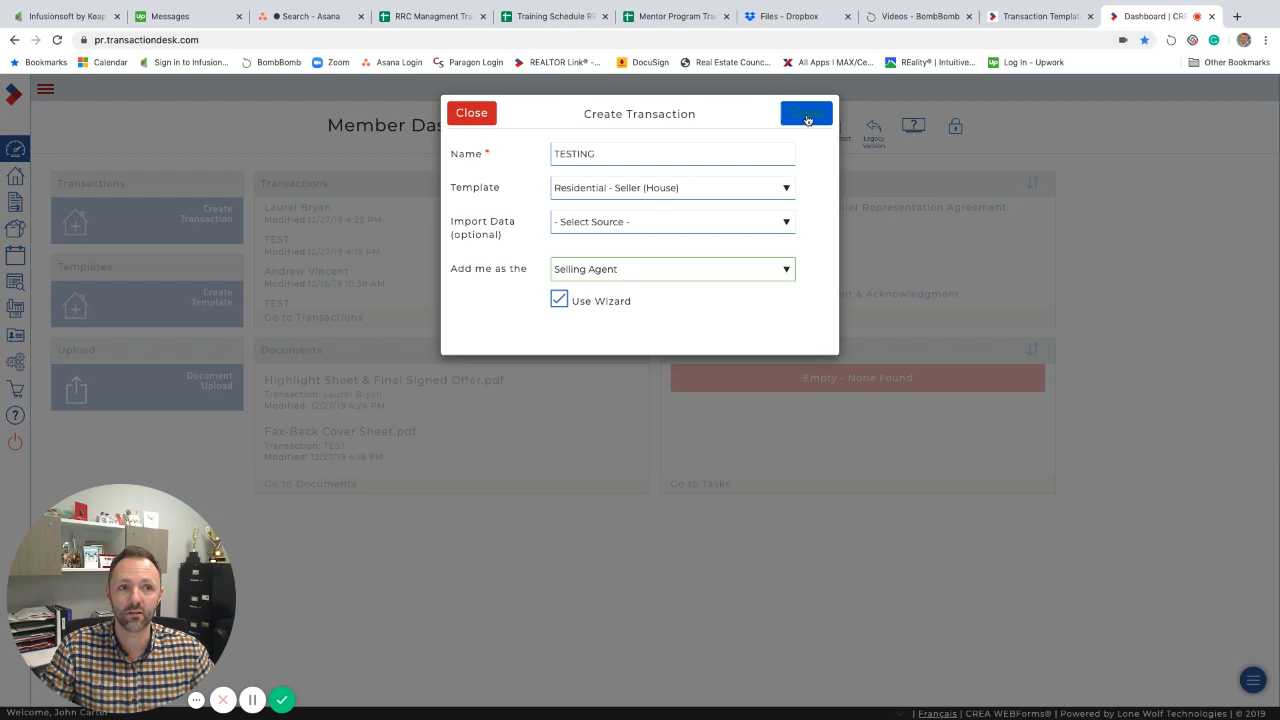 Infusionsoft by Keap
Messages
Search - Asana
RRC Managment Tra
Training Schedule RR
Mentor Program Trac
Files - Dropbox
Videos - BombBomb
Transaction Templat
Dashboard | CRE
pr.transactiondesk.com
Bookmarks
Calendar
Sign in to Infusion...
BombBomb
Zoom
Asana Login
Paragon Login
REALTOR Link® -...
DocuSign
Real Estate Counc...
All Apps | MAX/Ce...
REality® | Intuitive...
Log In - Upwork
Other Bookmarks
Member Das
Legacy
Version
Close
Create Transaction
Name *
TESTING
Template
Residential - Seller (House)
Import Data
(optional)
- Select Source -
Add me as the
Selling Agent
Use Wizard
Transactions
Create
Transaction
Templates
Create
Template
Upload
Document
Upload
Transactions
Laurel Bryan
Modified:12/27/19 4:23 PM
TEST
Modified:12/27/19 4:19 PM
Andrew Vincent
Modified:12/16/19 10:38 AM
TEST
Go to Transactions
Representation Agreement
& Acknowledgment
Documents
Highlight Sheet & Final Signed Offer.pdf
Transaction: Laurel Bryan
Modified: 12/27/19 4:24 PM
Fax-Back Cover Sheet.pdf
Transaction: TEST
Modified: 12/27/19 4:18 PM
Go to Documents
Empty - None Found
Go to Tasks
Welcome, John Carter
| Français | CREA WEBForms® | Powered by Lone Wolf Technologies | © 2019